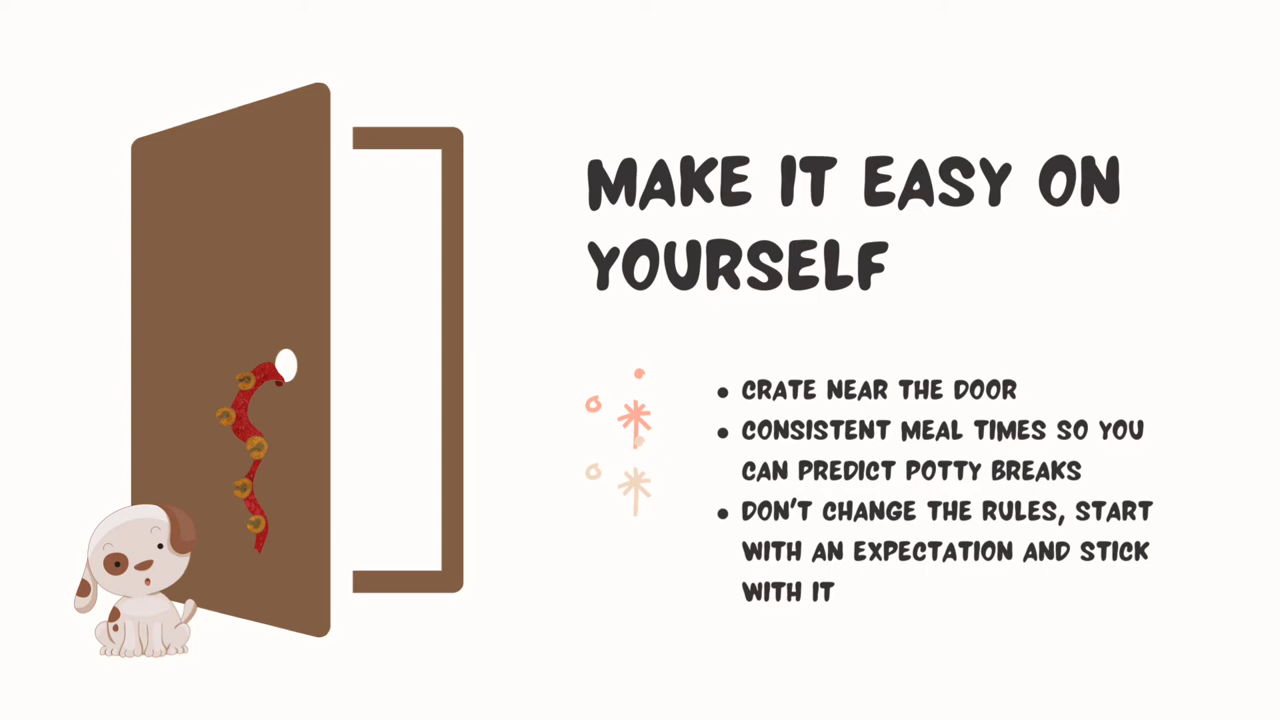 MAKE IT EASY ON
YOURSELF
• CRATE NEAR THE DOOR
• CONSISTENT MEAL TIMES SO YOU
CAN PREDICT POTTY BREAKS
• DON'T CHANGE THE RULES, START
WITH AN EXPECTATION AND STICK
WITH IT